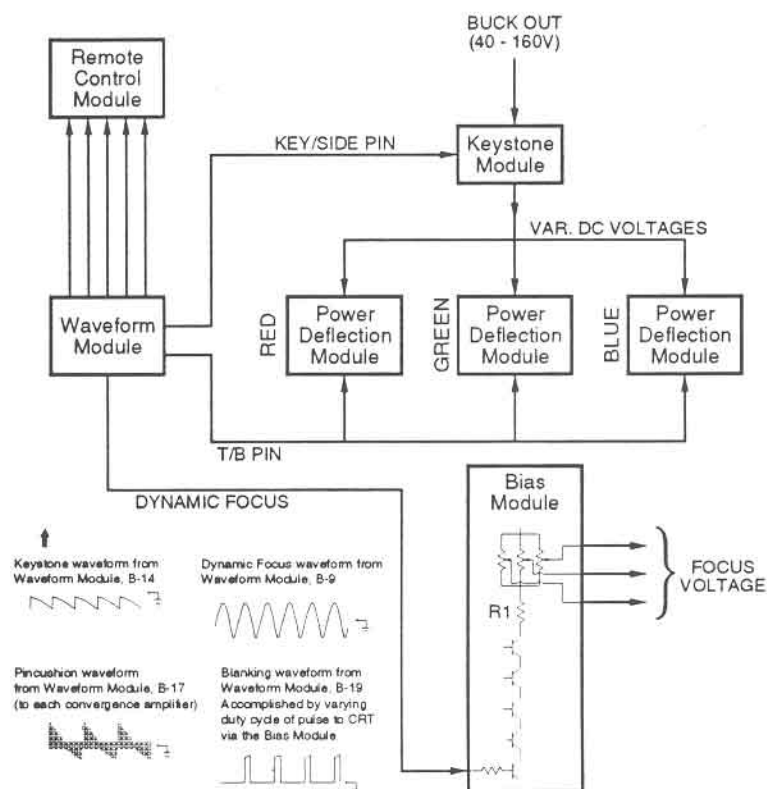 BUCK OUT
(40 - 160V)
Remote
Control
Module
KEY/SIDE PIN
Keystone
Module
VAR. DC VOLTAGES
Waveform
Module
RED
Power
Deflection
Module
GREEN
Power
Deflection
Module
BLUE
Power
Deflection
Module
T/B PIN
DYNAMIC FOCUS
Bias
Module
Keystone waveform from
Waveform Module, B-14
Dynamic Focus waveform from
Waveform Module, B-9
FOCUS
VOLTAGE
R1
Pincushion waveform
from Waveform Module, B-17
(to each convergence amplifier)
Blanking waveform from
Waveform Module, B-19
Accomplished by varying
duty cycle of pulse to CRT
via the Bias Module